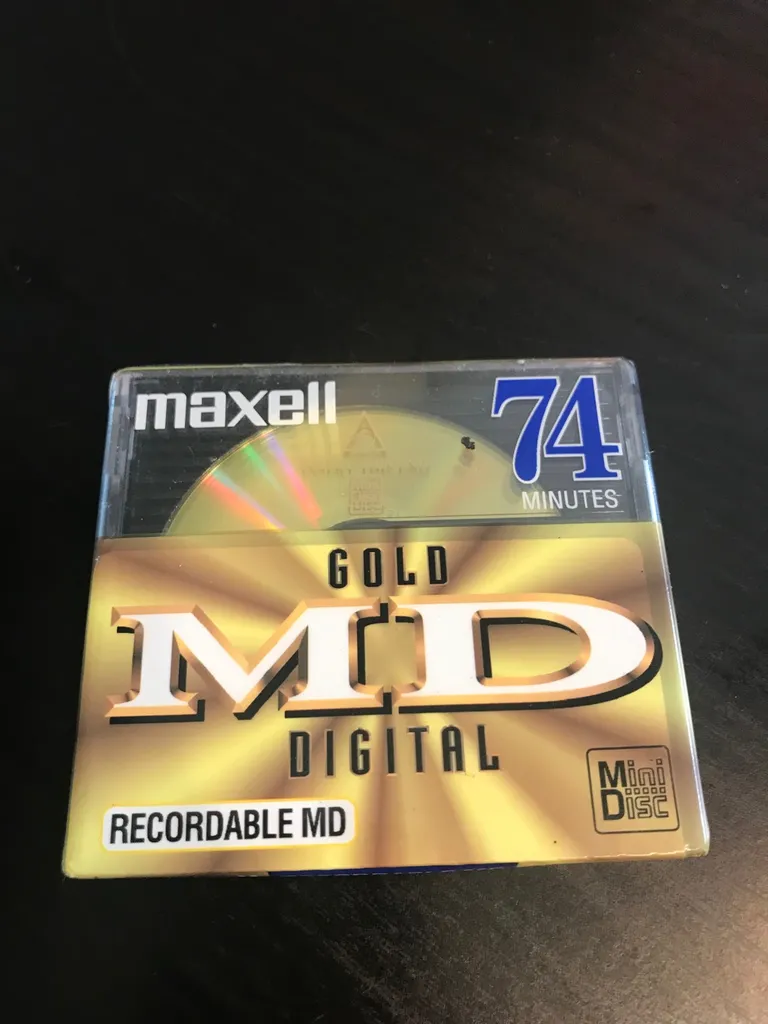 maxell
74
MINUTES
GOLD
MD
DIGITAL
RECORDABLE MD
Mini
Disc